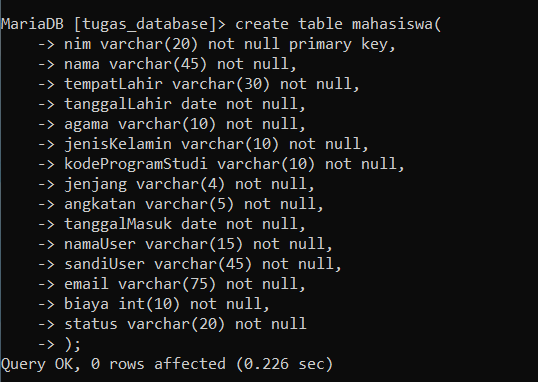 MariaDB [tugas_database]> create table mahasiswa(
-> nim varchar(20) not null primary key,
-> nama varchar(45) not null,
-> tempatLahir varchar(30) not null,
-> tanggalLahir date not null,
-> agama varchar(10) not null,
-> jenisKelamin varchar(10) not null,
-> kodeProgramStudi varchar(10) not null,
-> jenjang varchar(4) not null,
-> angkatan varchar(5) not null,
-> tanggalMasuk date not null,
-> namaUser varchar(15) not null,
-> sandiUser varchar(45) not null,
-> email varchar(75) not null,
-> biaya int(10) not null,
-> status varchar(20) not null
-> );
Query OK, 0 rows affected (0.226 sec)